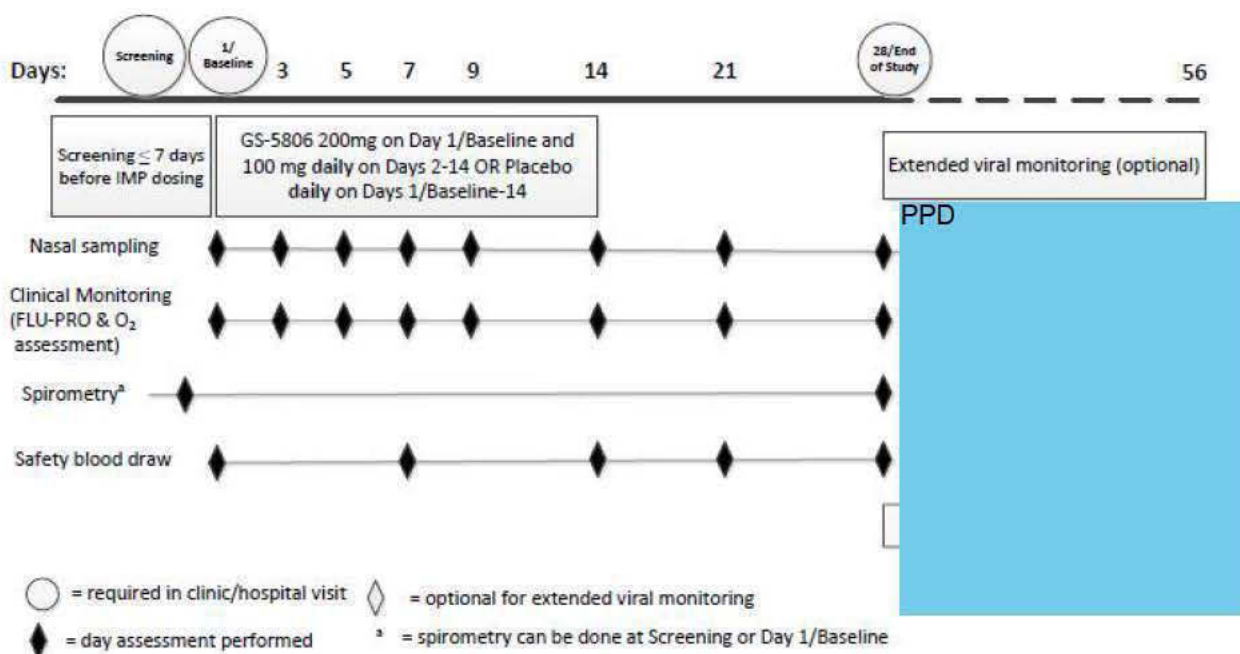 Screening
1/
Baseline
28/End
of Study
Days: 3 5 7 9 14 21 56
Screening ≤ 7 days
before IMP dosing
GS-5806 200mg on Day 1/Baseline and
100 mg daily on Days 2-14 OR Placebo
daily on Days 1/Baseline-14
Extended viral monitoring (optional)
PPD
Nasal sampling
Clinical Monitoring
(FLU-PRO & O₂
assessment)
Spirometryª
Safety blood draw
= required in clinic/hospital visit
= optional for extended viral monitoring
= day assessment performed
ª = spirometry can be done at Screening or Day 1/Baseline